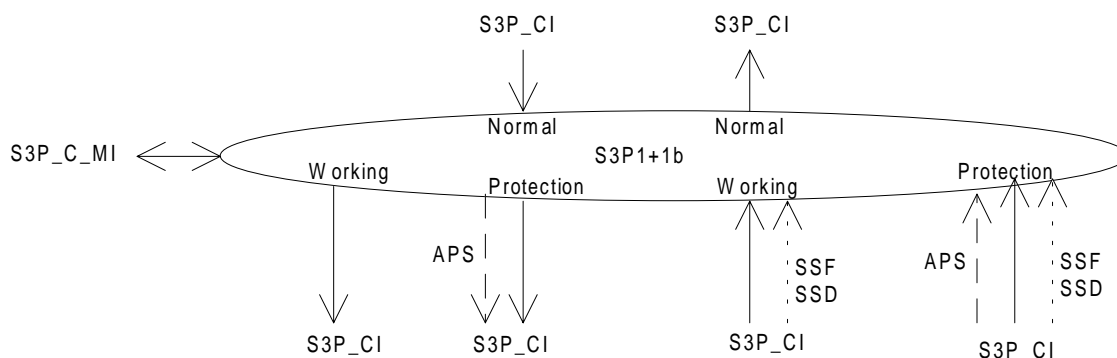 S3P_CI S3P_CI
Normal Normal
S3P_C_MI S3P1+1b
Working Protection Working Protection
APS SSF APS SSF
SSD SSD
S3P_CI S3P_CI S3P_CI S3P_CI